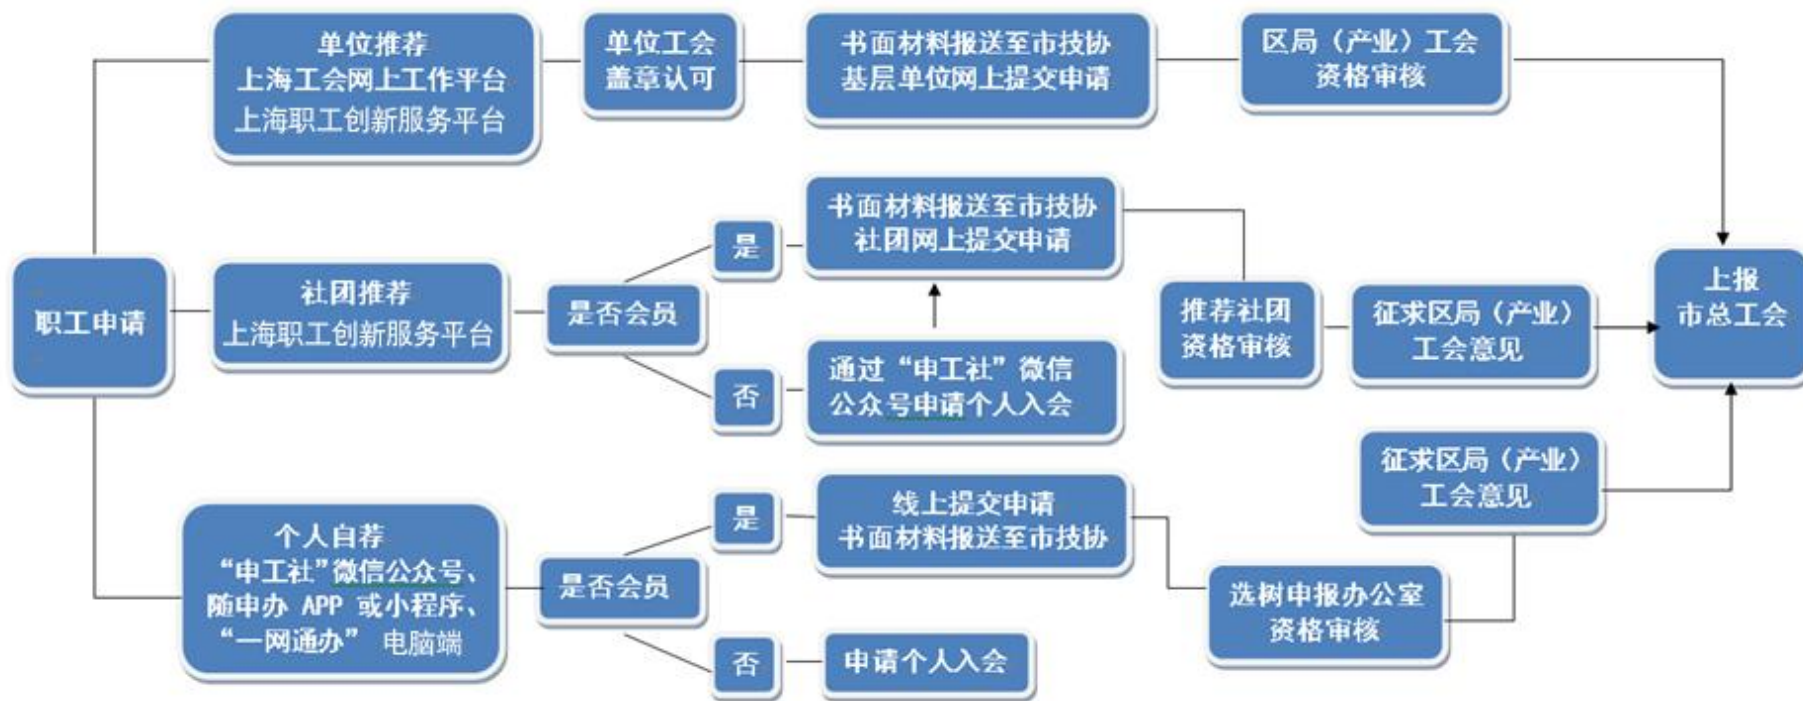 单位推荐
上海工会网上工作平台
上海职工创新服务平台
单位工会
盖章认可
书面材料报送至市技协
基层单位网上提交申请
区局（产业）工会
资格审核
职工申请
社团推荐
上海职工创新服务平台
是否会员
是
书面材料报送至市技协
社团网上提交申请
否
通过“申工社”微信
公众号申请个人入会
推荐社团
资格审核
征求区局（产业）
工会意见
上报
市总工会
个人自荐
“申工社”微信公众号、
随申办 APP 或小程序、
“一网通办” 电脑端
是否会员
是
线上提交申请
书面材料报送至市技协
否
申请个人入会
选树申报办公室
资格审核
征求区局（产业）
工会意见